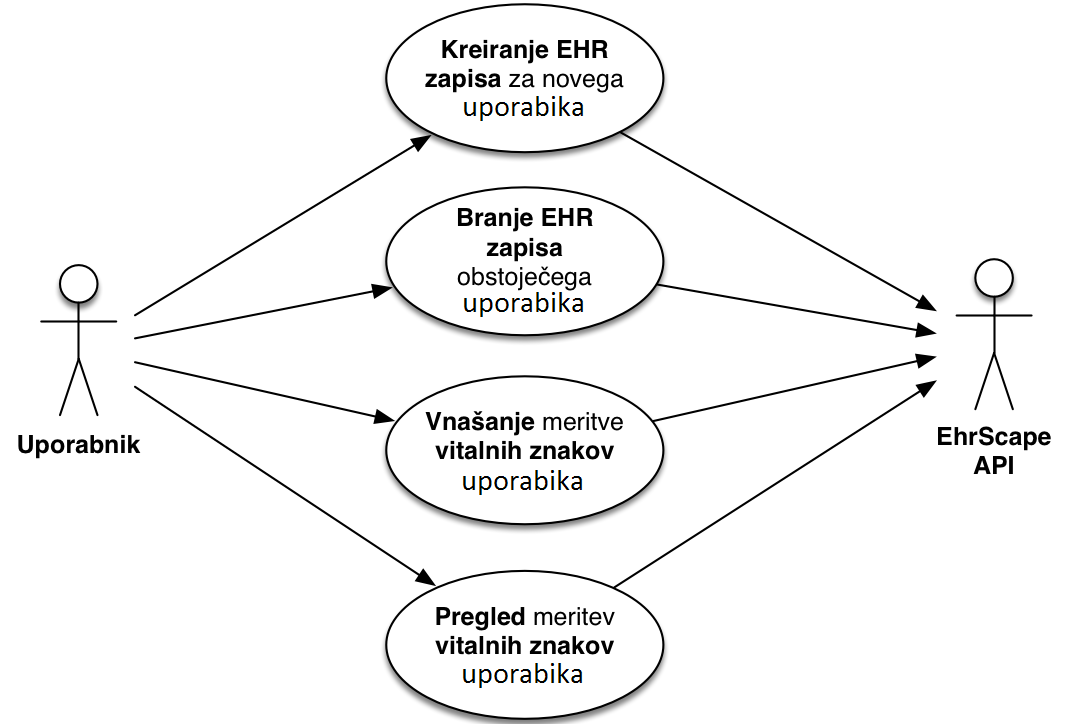 Kreiranje EHR
zapisa za novega
uporabika
Branje EHR
zapisa
obstoječega
uporabika
Uporabnik
EhrScape
API
Vnašanje meritve
vitalnih znakov
uporabika
Pregled meritev
vitalnih znakov
uporabika